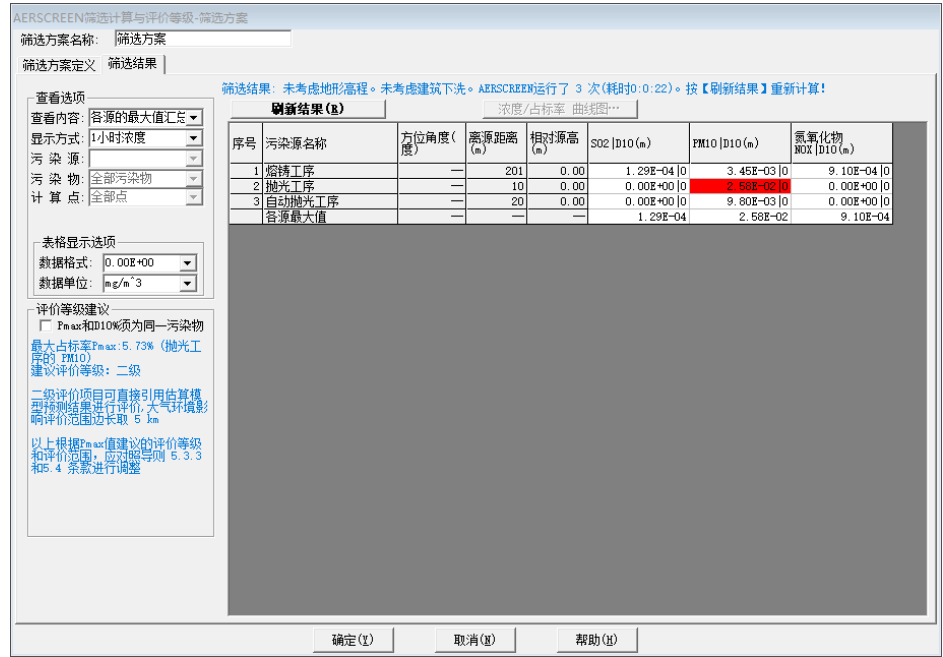 AERSCREEN筛选计算与评价等级-筛选方案
筛选方案名称: 筛选方案
筛选方案定义 筛选结果
筛选结果: 未考虑地形高程。未考虑建筑下洗。AERSCREEN运行了 3 次(耗时0:0:22)。按【刷新结果】重新计算!
刷新结果(R) 浓度/占标率 曲线图…
查看选项
查看内容: 各源的最大值汇总
显示方式: 1小时浓度
污 染 源:
污 染 物: 全部污染物
计 算 点: 全部点
表格显示选项
数据格式: 0.00E+00
数据单位: mg/m^3
评价等级建议
Pmax和D10%须为同一污染物
最大占标率Pmax:5.73% (抛光工
序的 PM10)
建议评价等级: 二级
二级评价项目可直接引用估算模
型预测结果进行评价,大气环境影
响评价范围边长取 5 km
以上根据Pmax值建议的评价等级
和评价范围, 应对照导则 5.3.3
和5.4 条款进行调整
序号 污染源名称 方位角度(度) 离源距离(m) 相对源高(m) SO2|D10(m) PM10|D10(m) 氮氧化物NOX|D10(m)
1 熔铸工序 — 201 0.00 1.29E-04|0 3.45E-03|0 9.10E-04|0
2 抛光工序 — 10 0.00 0.00E+00|0 2.58E-02|0 0.00E+00|0
3 自动抛光工序 — 20 0.00 0.00E+00|0 9.80E-03|0 0.00E+00|0
各源最大值 — — — 1.29E-04 2.58E-02 9.10E-04
确定(Y) 取消(N) 帮助(H)